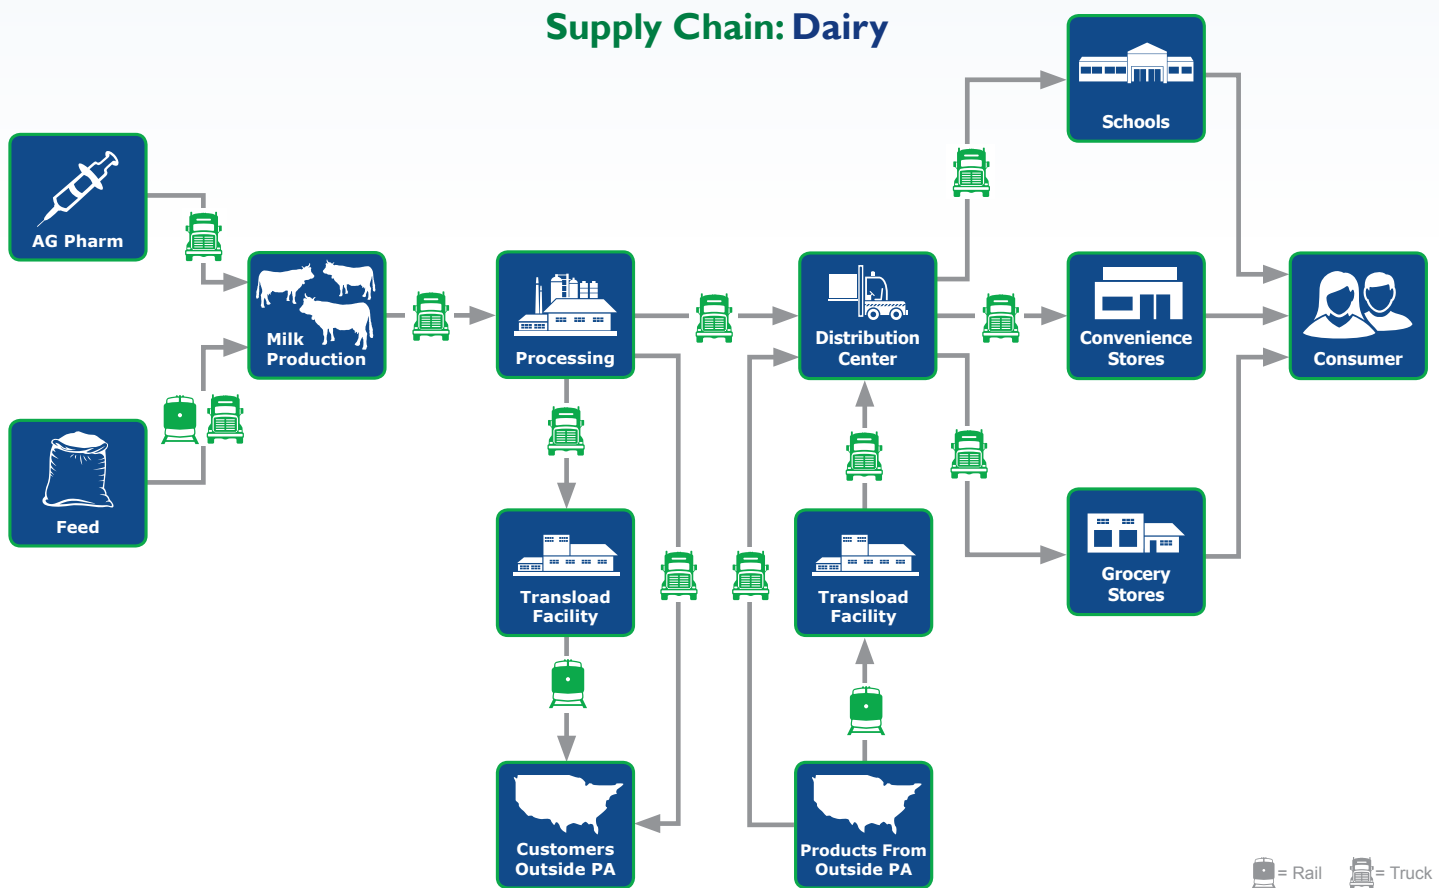 Supply Chain: Dairy
Schools
AG Pharm
Milk
Production
Processing
Distribution
Center
Convenience
Stores
Consumer
Feed
Transload
Facility
Transload
Facility
Grocery
Stores
Customers
Outside PA
Products From
Outside PA
= Rail
= Truck